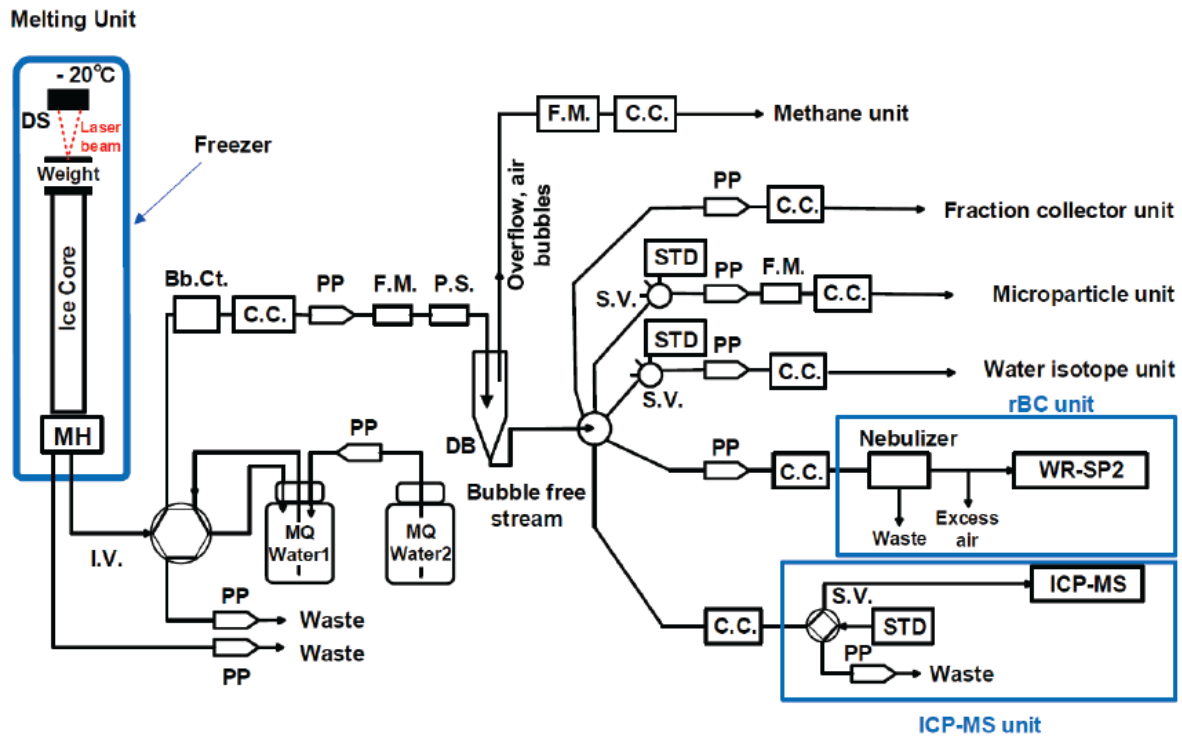 Melting Unit
- 20°C
DS
Laser
beam
Weight
Ice Core
MH
Freezer
Bb.Ct.
C.C.
PP
F.M.
P.S.
Overflow, air
bubbles
F.M.
C.C.
Methane unit
PP
C.C.
Fraction collector unit
STD
S.V.
PP
F.M.
C.C.
Microparticle unit
STD
S.V.
PP
C.C.
Water isotope unit
DB
Bubble free
stream
I.V.
MQ
Water1
PP
MQ
Water2
PP
Waste
Waste
PP
PP
C.C.
rBC unit
Nebulizer
WR-SP2
Waste
Excess
air
C.C.
S.V.
ICP-MS
STD
PP
Waste
ICP-MS unit